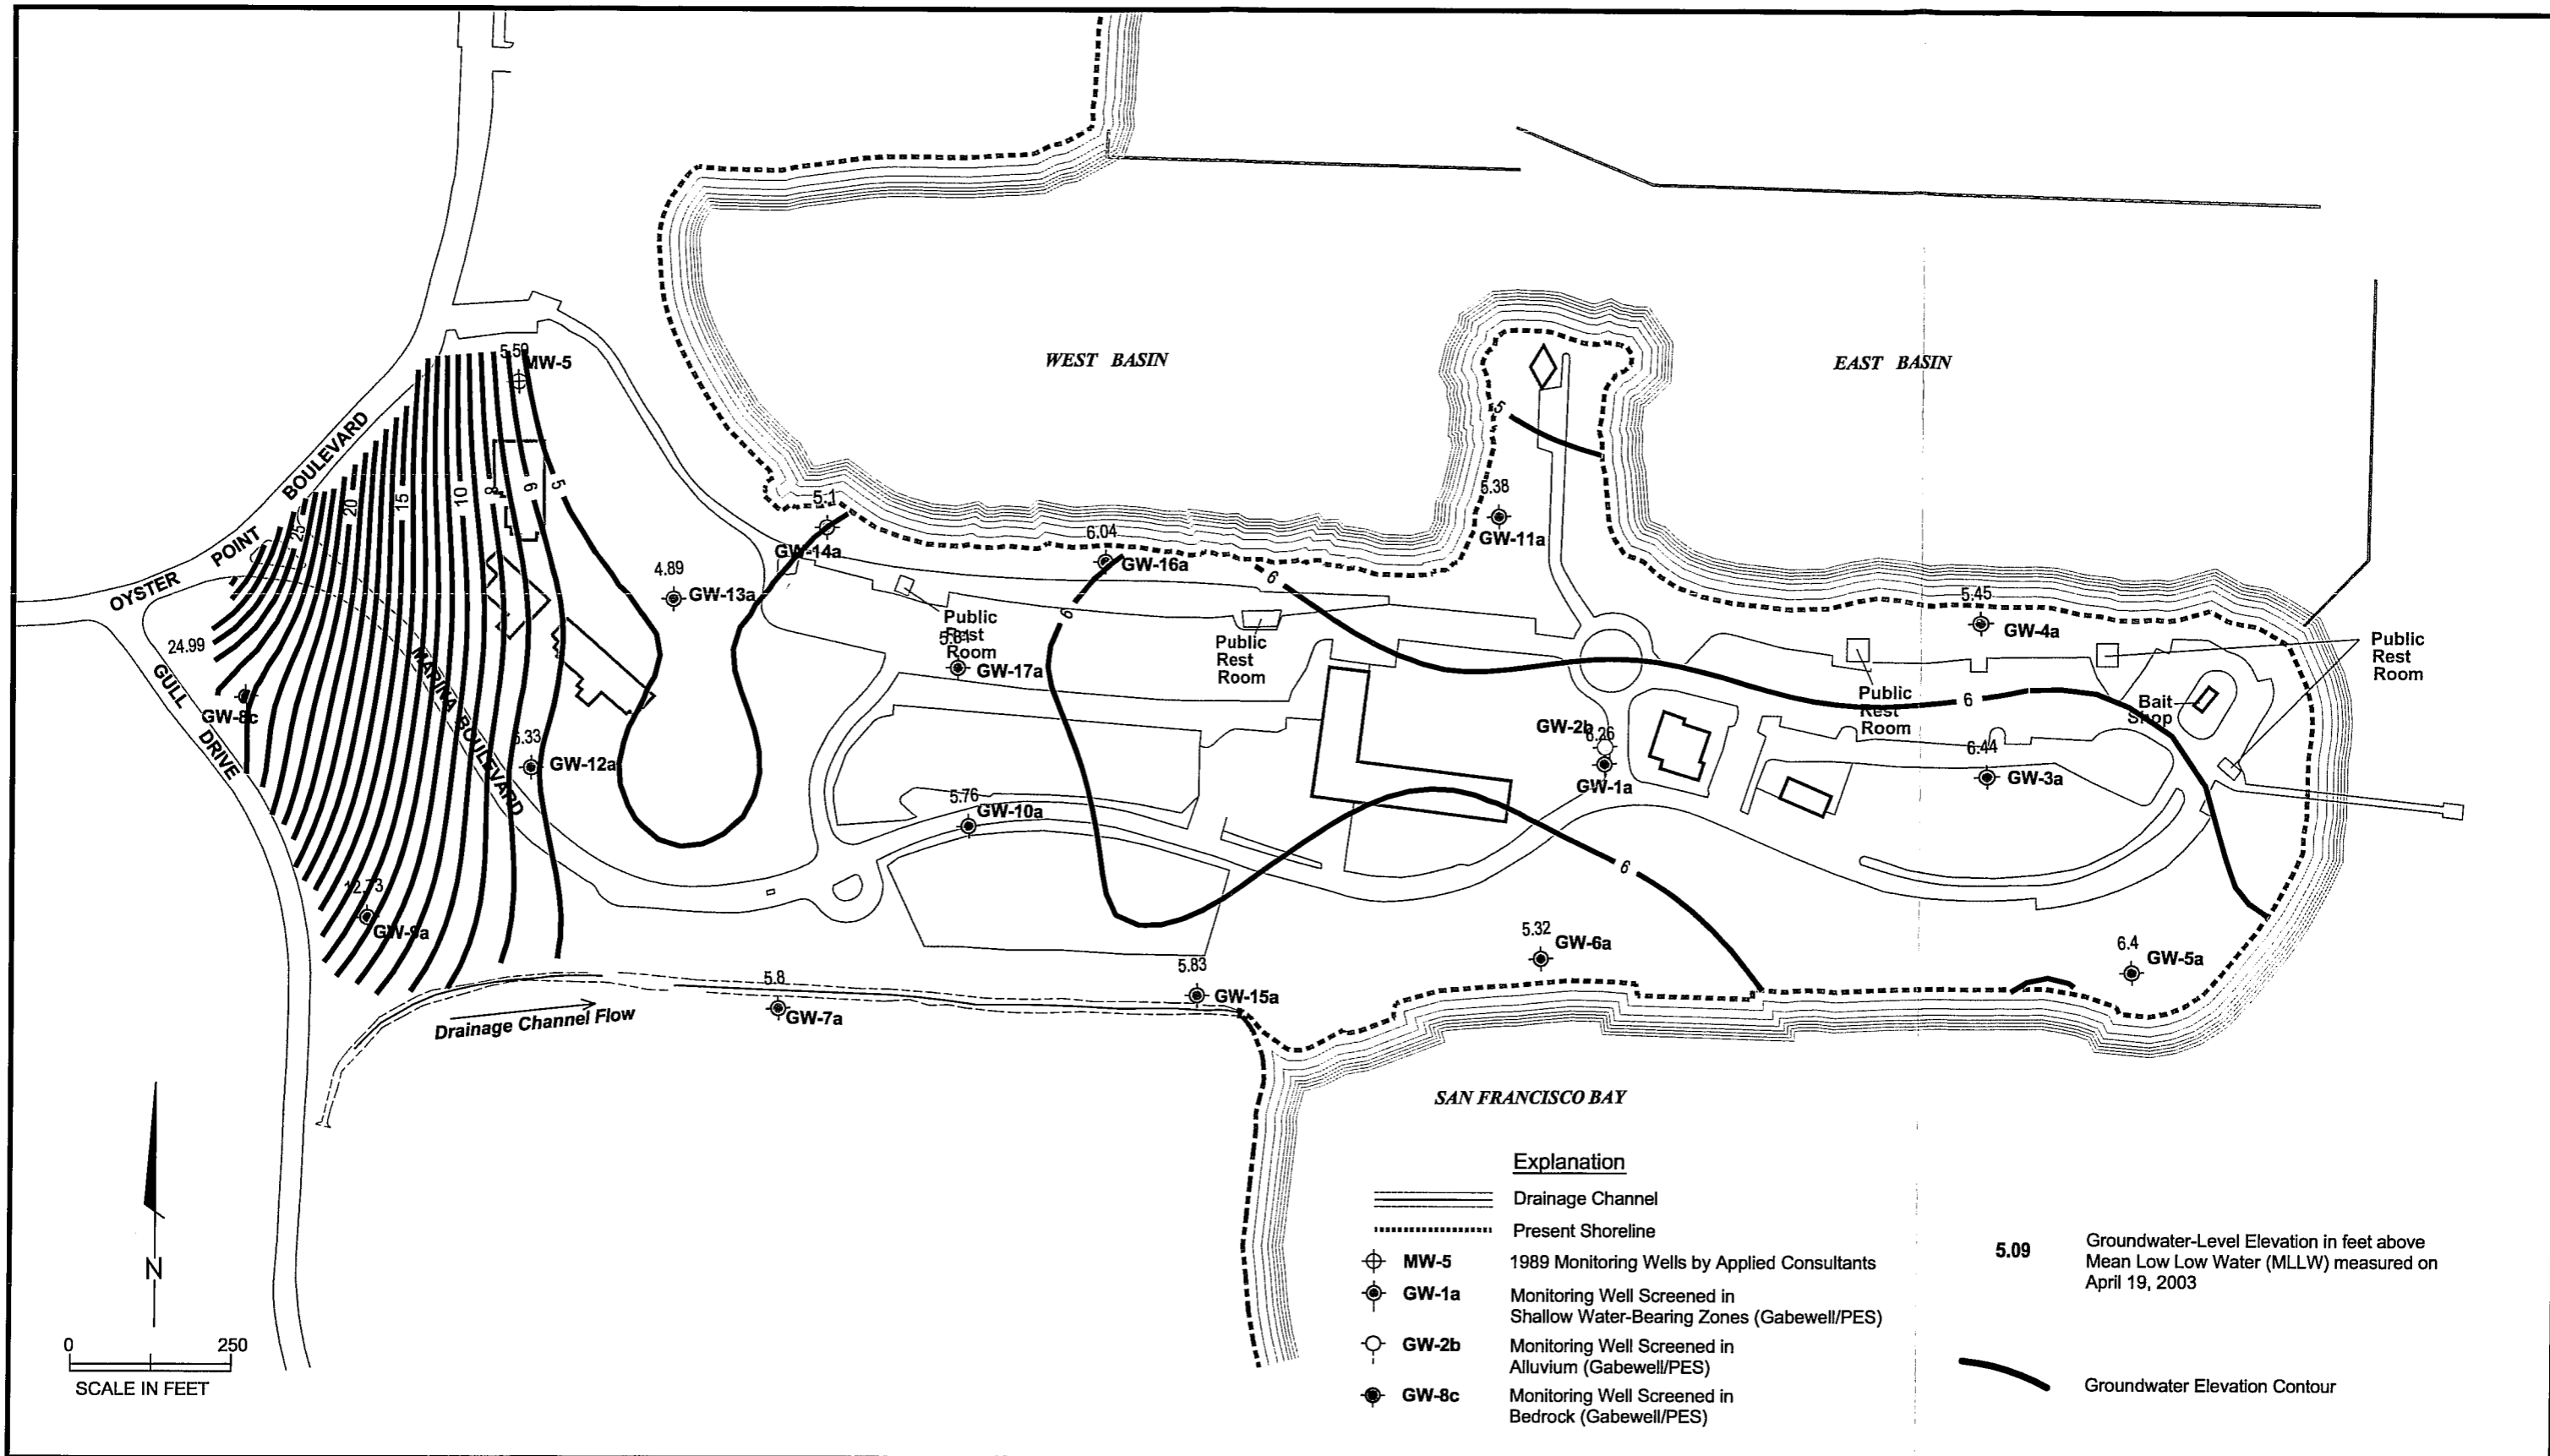 WEST BASIN
EAST BASIN
5.59
MW-5
OYSTER POINT BOULEVARD
25
20
15
10
8
6
5
5
5.1
GW-14a
6.04
GW-16a
5.38
GW-11a
6
6
4.89
GW-13a
Public
Rest
Room
GW-17a
Public
Rest
Room
5.45
GW-4a
Public
Rest
Room
Public
Rest
Room
Bait
Shop
6
24.99
GW-8c
GULL DRIVE
MARINA BOULEVARD
GW-12a
GW-2b
6.26
GW-1a
6.44
GW-3a
5.76
GW-10a
6
12.73
GW-9a
5.32
GW-6a
6.4
GW-5a
5.8
GW-7a
5.83
GW-15a
Drainage Channel Flow
SAN FRANCISCO BAY
N
0 250
SCALE IN FEET
Explanation
Drainage Channel
Present Shoreline
MW-5 1989 Monitoring Wells by Applied Consultants
GW-1a Monitoring Well Screened in
Shallow Water-Bearing Zones (Gabewell/PES)
GW-2b Monitoring Well Screened in
Alluvium (Gabewell/PES)
GW-8c Monitoring Well Screened in
Bedrock (Gabewell/PES)
5.09 Groundwater-Level Elevation in feet above
Mean Low Low Water (MLLW) measured on
April 19, 2003
Groundwater Elevation Contour